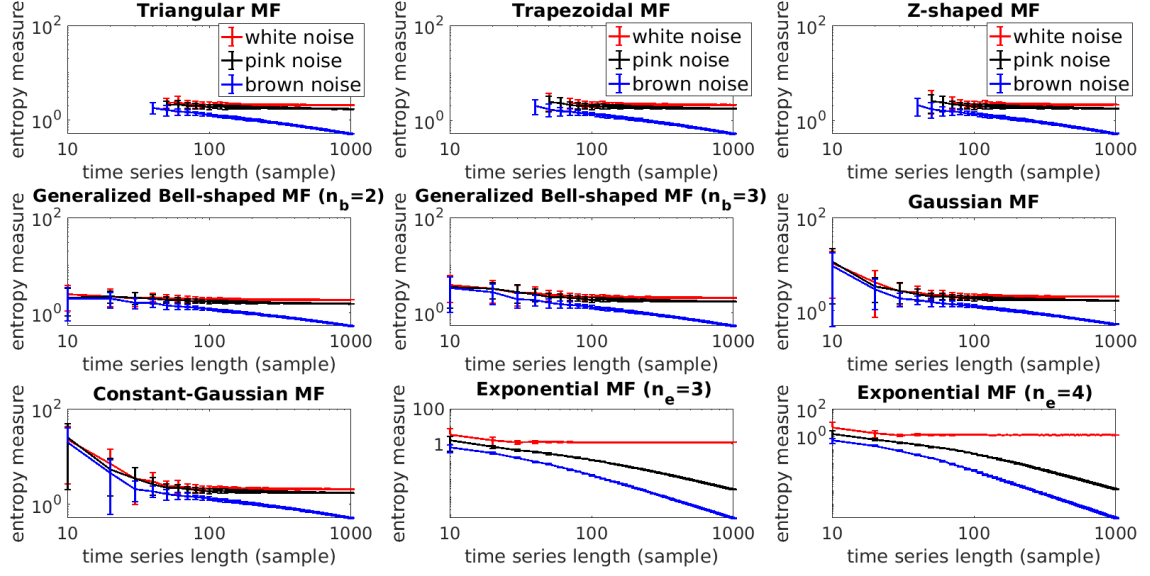 Triangular MF
entropy measure
10^2
10^0
white noise
pink noise
brown noise
10
100
1000
time series length (sample)
Trapezoidal MF
entropy measure
10^2
10^0
white noise
pink noise
brown noise
10
100
1000
time series length (sample)
Z-shaped MF
entropy measure
10^2
10^0
white noise
pink noise
brown noise
10
100
1000
time series length (sample)
Generalized Bell-shaped MF (n_b=2)
entropy measure
10^2
10^0
10
100
1000
time series length (sample)
Generalized Bell-shaped MF (n_b=3)
entropy measure
10^2
10^0
10
100
1000
time series length (sample)
Gaussian MF
entropy measure
10^2
10^0
10
100
1000
time series length (sample)
Constant-Gaussian MF
entropy measure
10^2
10^0
10
100
1000
time series length (sample)
Exponential MF (n_e=3)
entropy measure
100
1
10
100
1000
time series length (sample)
Exponential MF (n_e=4)
entropy measure
10^2
10^0
10
100
1000
time series length (sample)